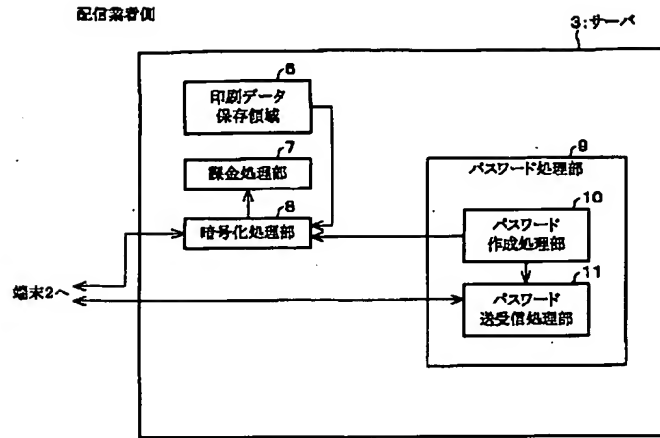 配信業者側
3:サーバ
6
印刷データ
保存領域
7
課金処理部
8
暗号化処理部
9
パスワード処理部
10
パスワード
作成処理部
11
パスワード
送受信処理部
端末2へ